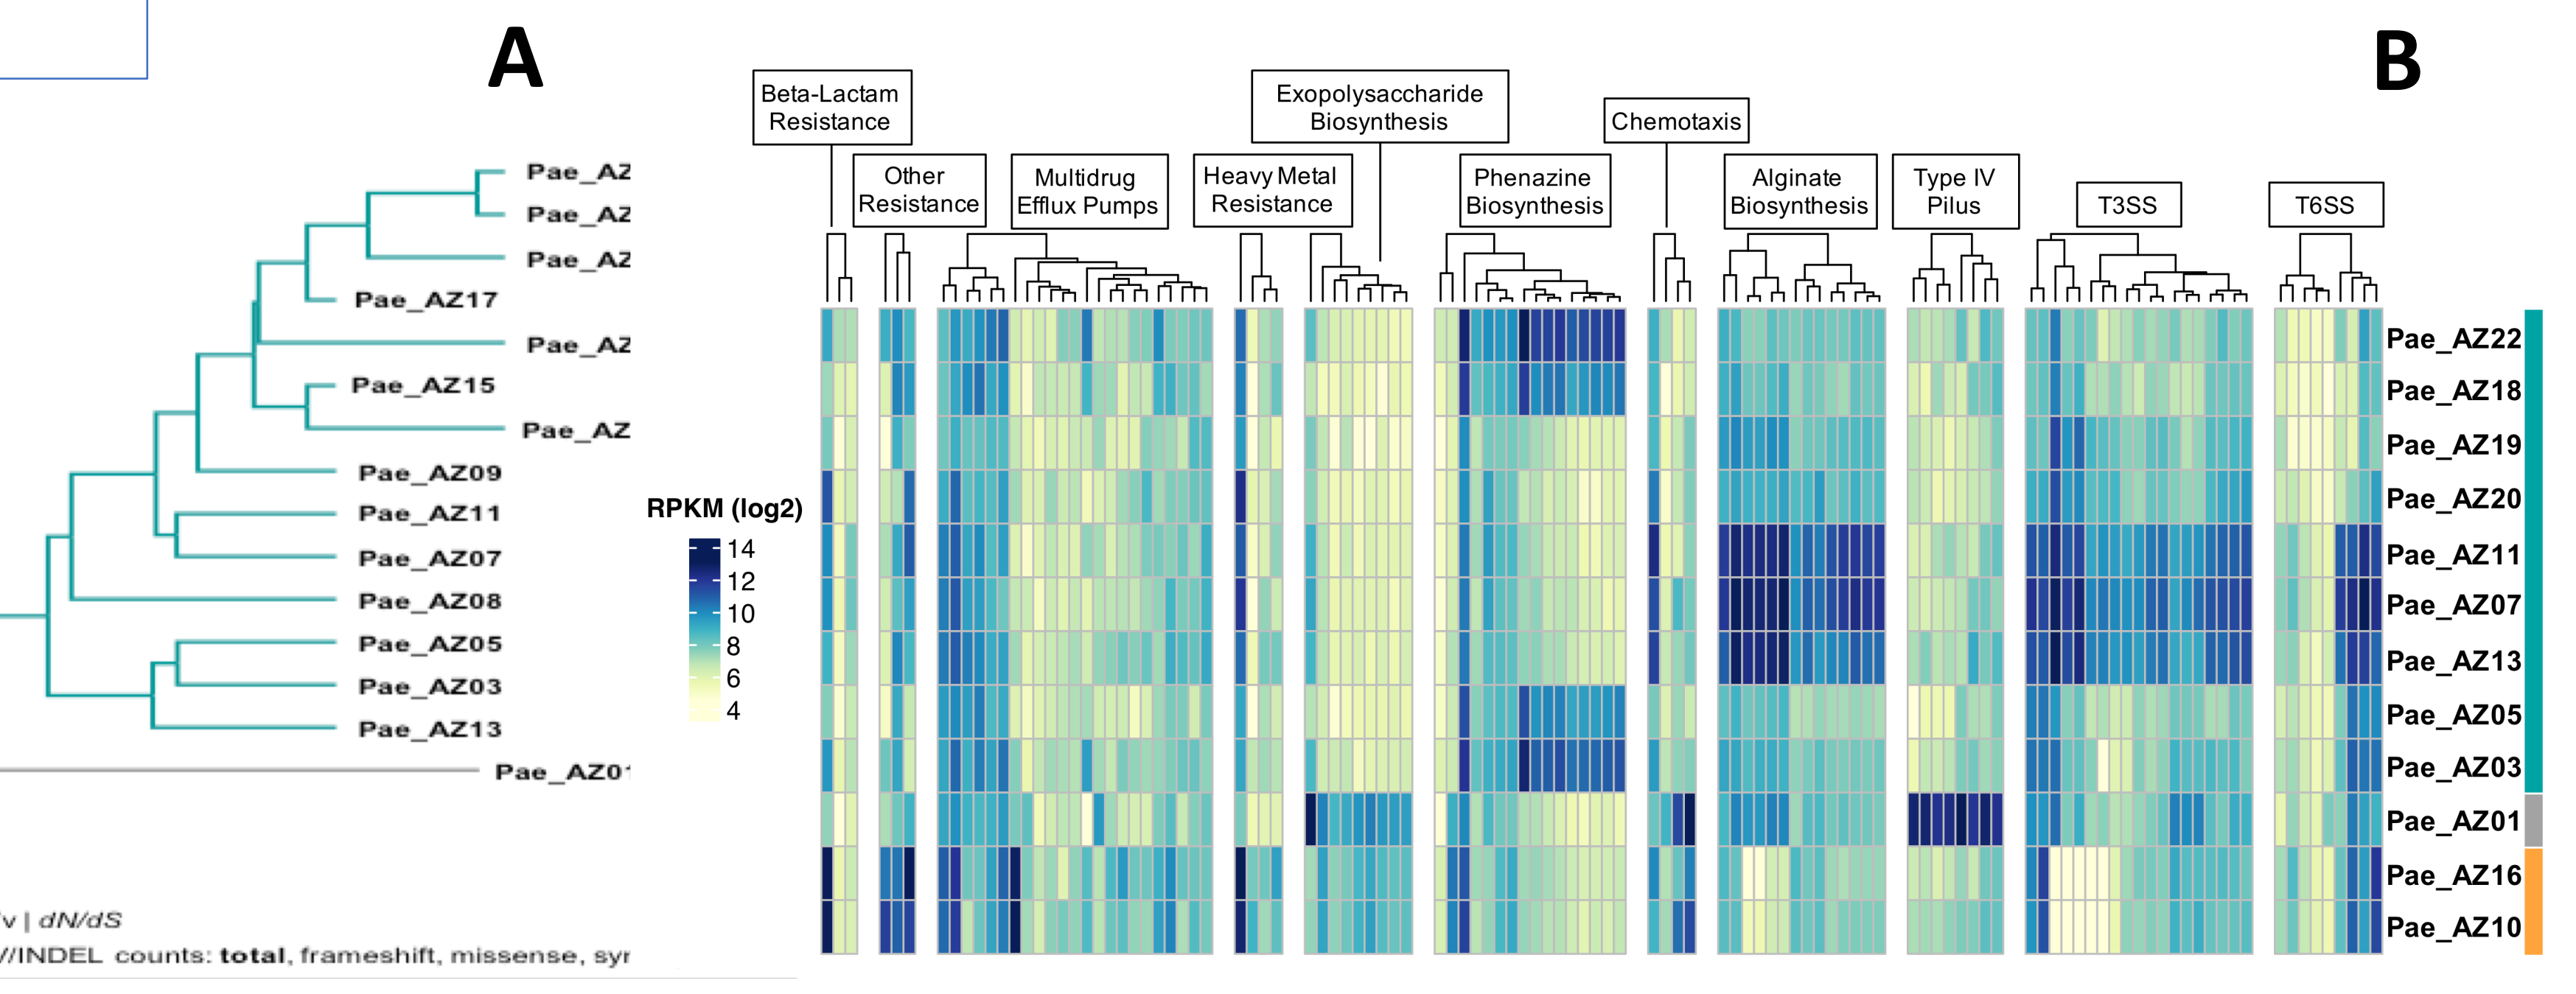 A
Pae_AZ
Pae_AZ
Pae_AZ
Pae_AZ17
Pae_AZ
Pae_AZ15
Pae_AZ
Pae_AZ09
Pae_AZ11
Pae_AZ07
Pae_AZ08
Pae_AZ05
Pae_AZ03
Pae_AZ13
Pae_AZ01
v | dN/dS
//INDEL counts: total, frameshift, missense, syr
B
Beta-Lactam
Resistance
Other
Resistance
Multidrug
Efflux Pumps
Heavy Metal
Resistance
Exopolysaccharide
Biosynthesis
Phenazine
Biosynthesis
Chemotaxis
Alginate
Biosynthesis
Type IV
Pilus
T3SS
T6SS
RPKM (log2)
14
12
10
8
6
4
Pae_AZ22
Pae_AZ18
Pae_AZ19
Pae_AZ20
Pae_AZ11
Pae_AZ07
Pae_AZ13
Pae_AZ05
Pae_AZ03
Pae_AZ01
Pae_AZ16
Pae_AZ10